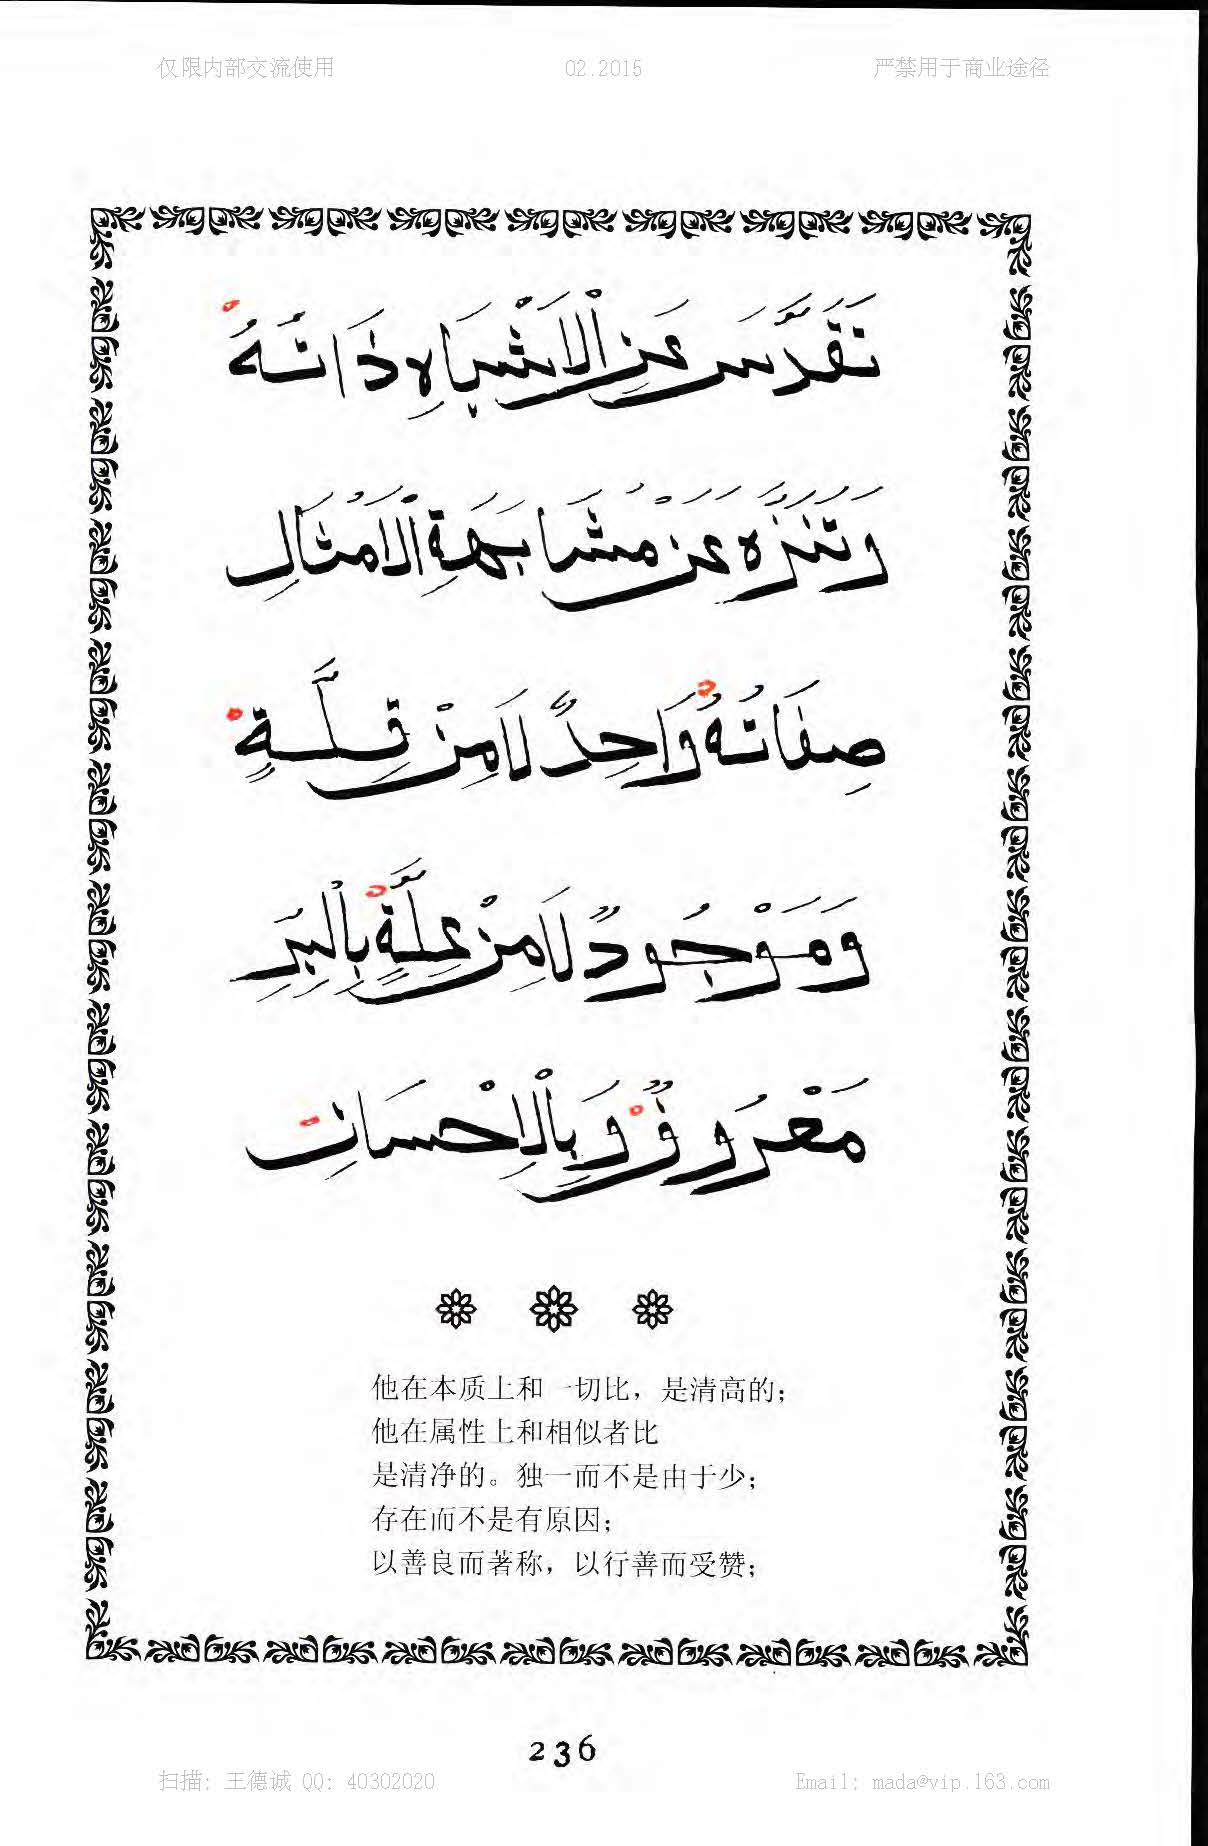 仅限内部交流使用 02.2015 严禁用于商业途径
تَقَدَّسَ عَنِ الْاَشْبَاهِ ذَاتُهُ
وَتَنَزَّهَ عَنْ مُشَابَهَةِ الْاَمْثَالِ
صِفَاتُهُ وَاحِدٌ لَا مِنْ قِلَّةٍ
وَمَوْجُودٌ لَا مِنْ عِلَّةٍ بِالْبِرِّ
مَعْرُوفٌ وَبِالْاِحْسَانِ
他在本质上和一切比，是清高的；
他在属性上和相似者比
是清净的。独一而不是由于少；
存在而不是有原因；
以善良而著称，以行善而受赞；
236
扫描: 王德诚 QQ: 40302020 Email: mada@vip.163.com